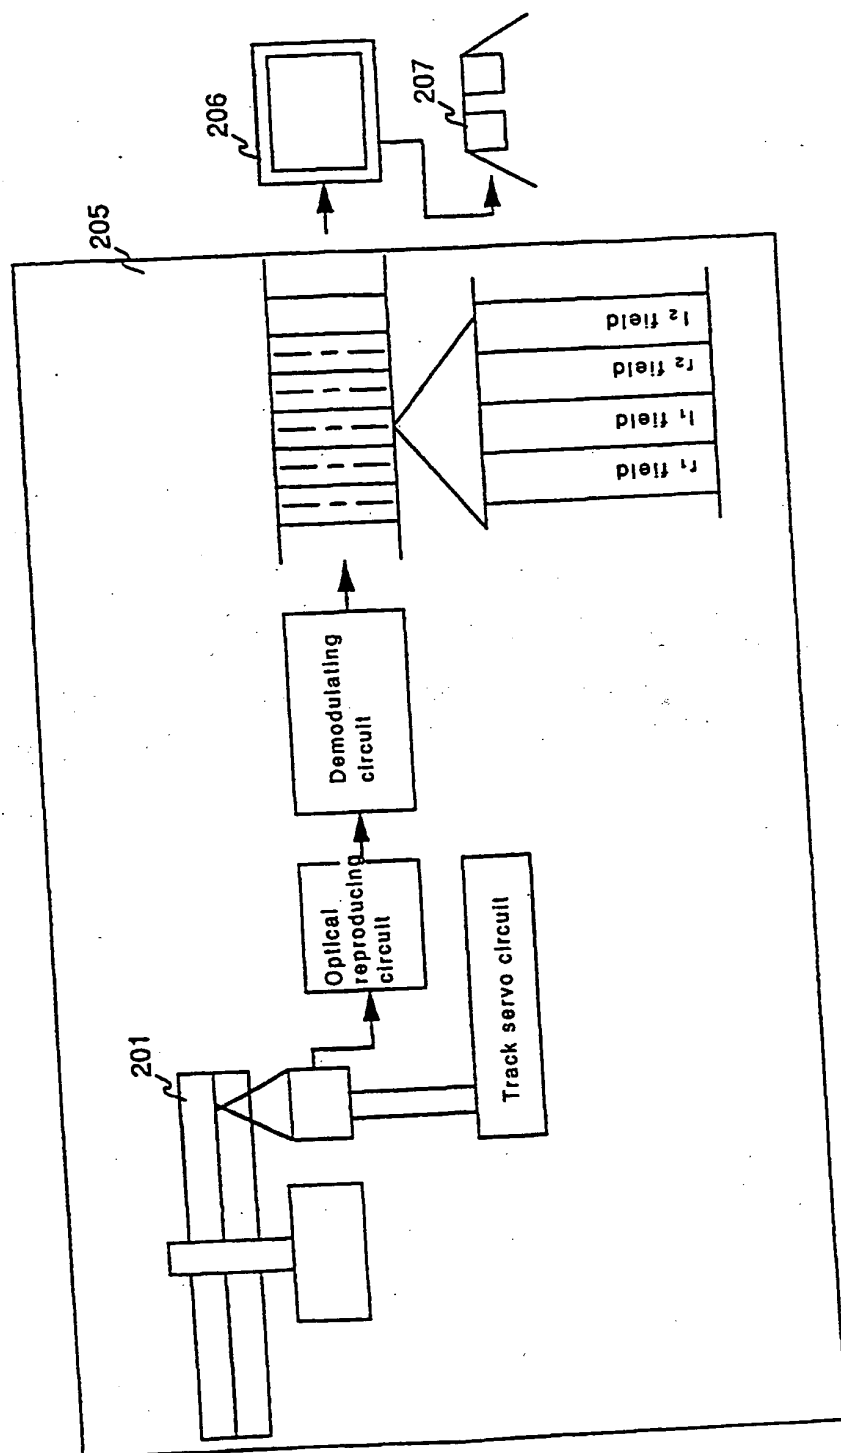 201
Optical
reproducing
circuit
Track servo circuit
Demodulating
circuit
205
r₁ field
l₁ field
r₂ field
l₂ field
206
207